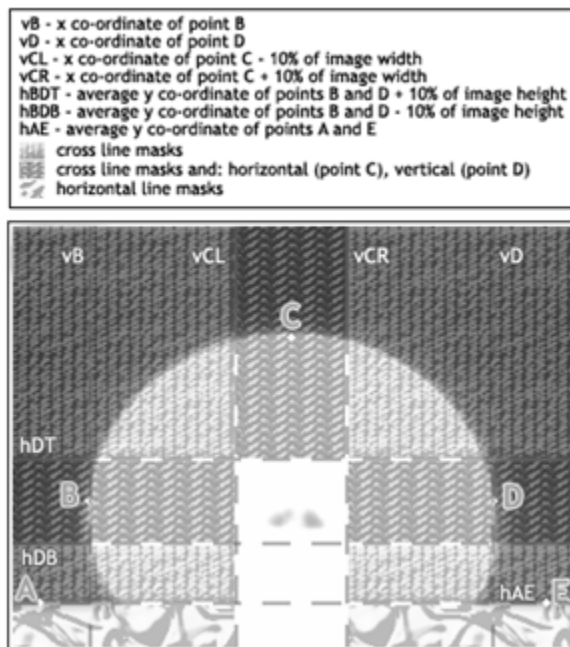 vB - x co-ordinate of point B
vD - x co-ordinate of point D
vCL - x co-ordinate of point C - 10% of image width
vCR - x co-ordinate of point C + 10% of image width
hBDT - average y co-ordinate of points B and D + 10% of image height
hBDB - average y co-ordinate of points B and D - 10% of image height
hAE - average y co-ordinate of points A and E
cross line masks
cross line masks and: horizontal (point C), vertical (point D)
horizontal line masks
vB vCL vCR vD
C
hDT
B D
hDB
A hAE E